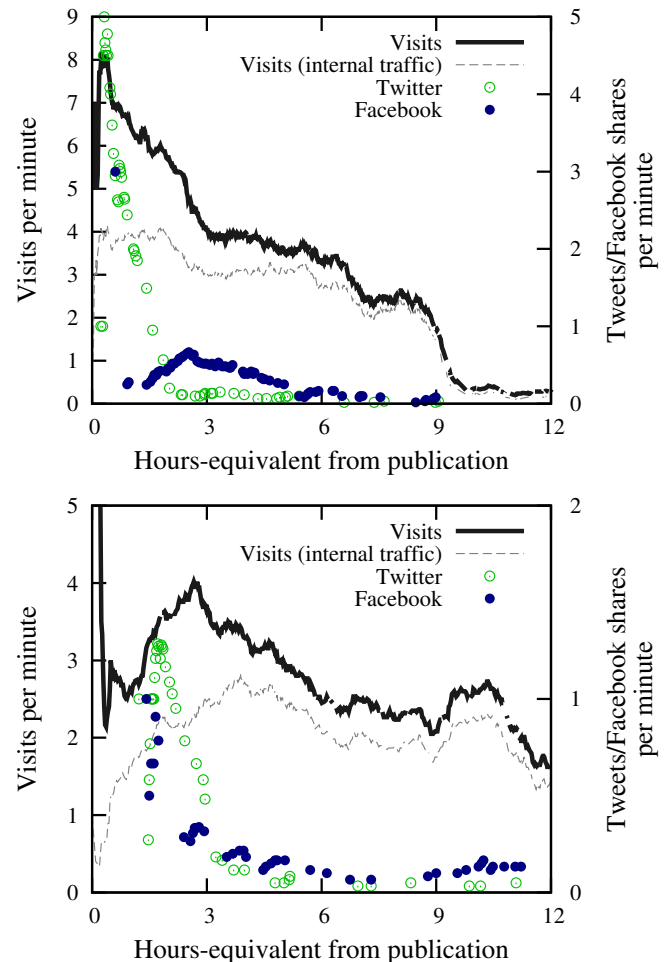 Visits
Visits (internal traffic)
Twitter
Facebook
9
8
7
6
5
4
3
2
1
0
5
4
3
2
1
0
Visits per minute
Tweets/Facebook shares
per minute
0 3 6 9 12
Hours-equivalent from publication
Visits
Visits (internal traffic)
Twitter
Facebook
5
4
3
2
1
0
2
1
0
Visits per minute
Tweets/Facebook shares
per minute
0 3 6 9 12
Hours-equivalent from publication